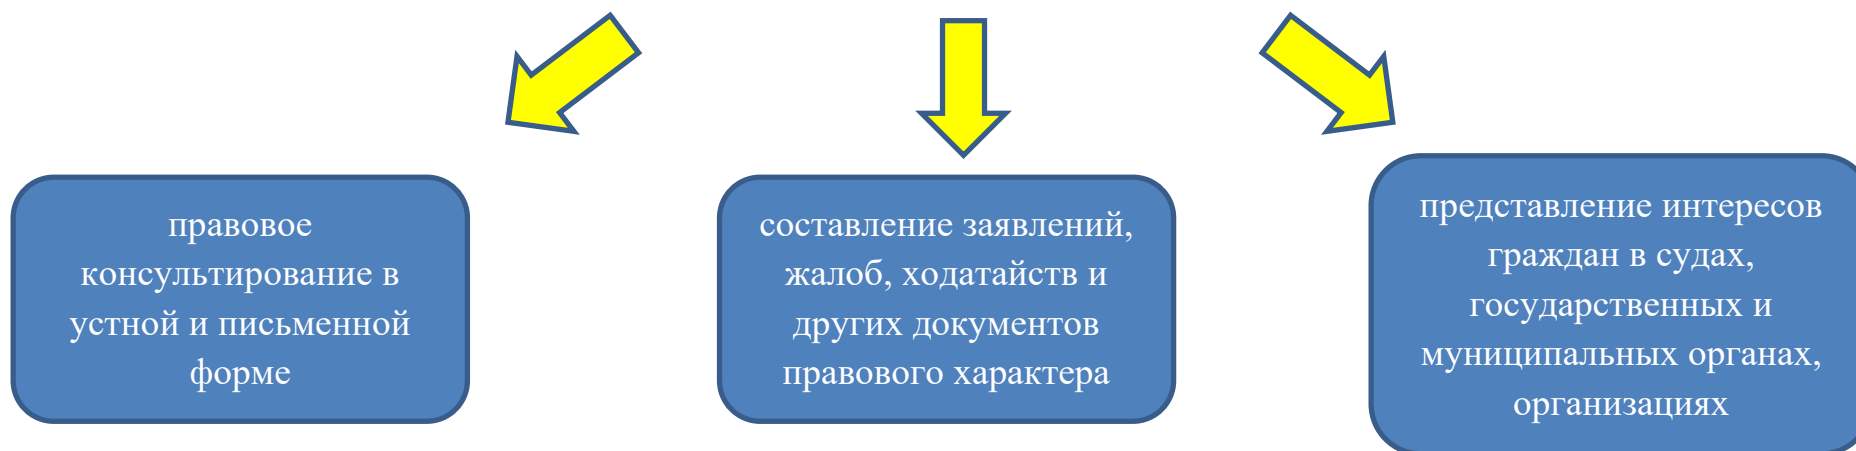 правовое
консультирование в
устной и письменной
форме
составление заявлений,
жалоб, ходатайств и
других документов
правового характера
представление интересов
граждан в судах,
государственных и
муниципальных органах,
организациях